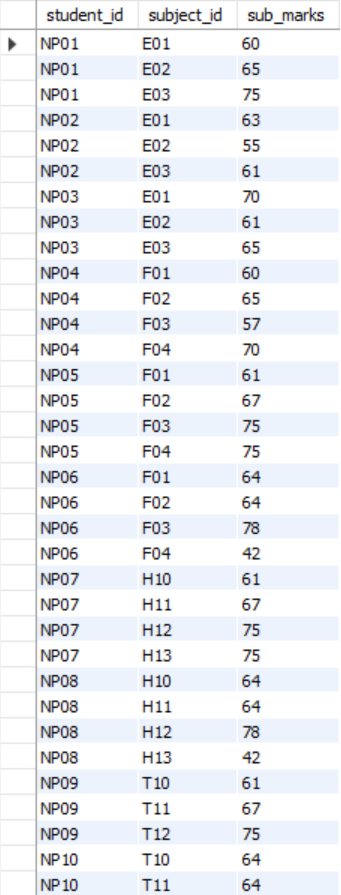 student_id subject_id sub_marks
NP01 E01 60
NP01 E02 65
NP01 E03 75
NP02 E01 63
NP02 E02 55
NP02 E03 61
NP03 E01 70
NP03 E02 61
NP03 E03 65
NP04 F01 60
NP04 F02 65
NP04 F03 57
NP04 F04 70
NP05 F01 61
NP05 F02 67
NP05 F03 75
NP05 F04 75
NP06 F01 64
NP06 F02 64
NP06 F03 78
NP06 F04 42
NP07 H10 61
NP07 H11 67
NP07 H12 75
NP07 H13 75
NP08 H10 64
NP08 H11 64
NP08 H12 78
NP08 H13 42
NP09 T10 61
NP09 T11 67
NP09 T12 75
NP10 T10 64
NP10 T11 64